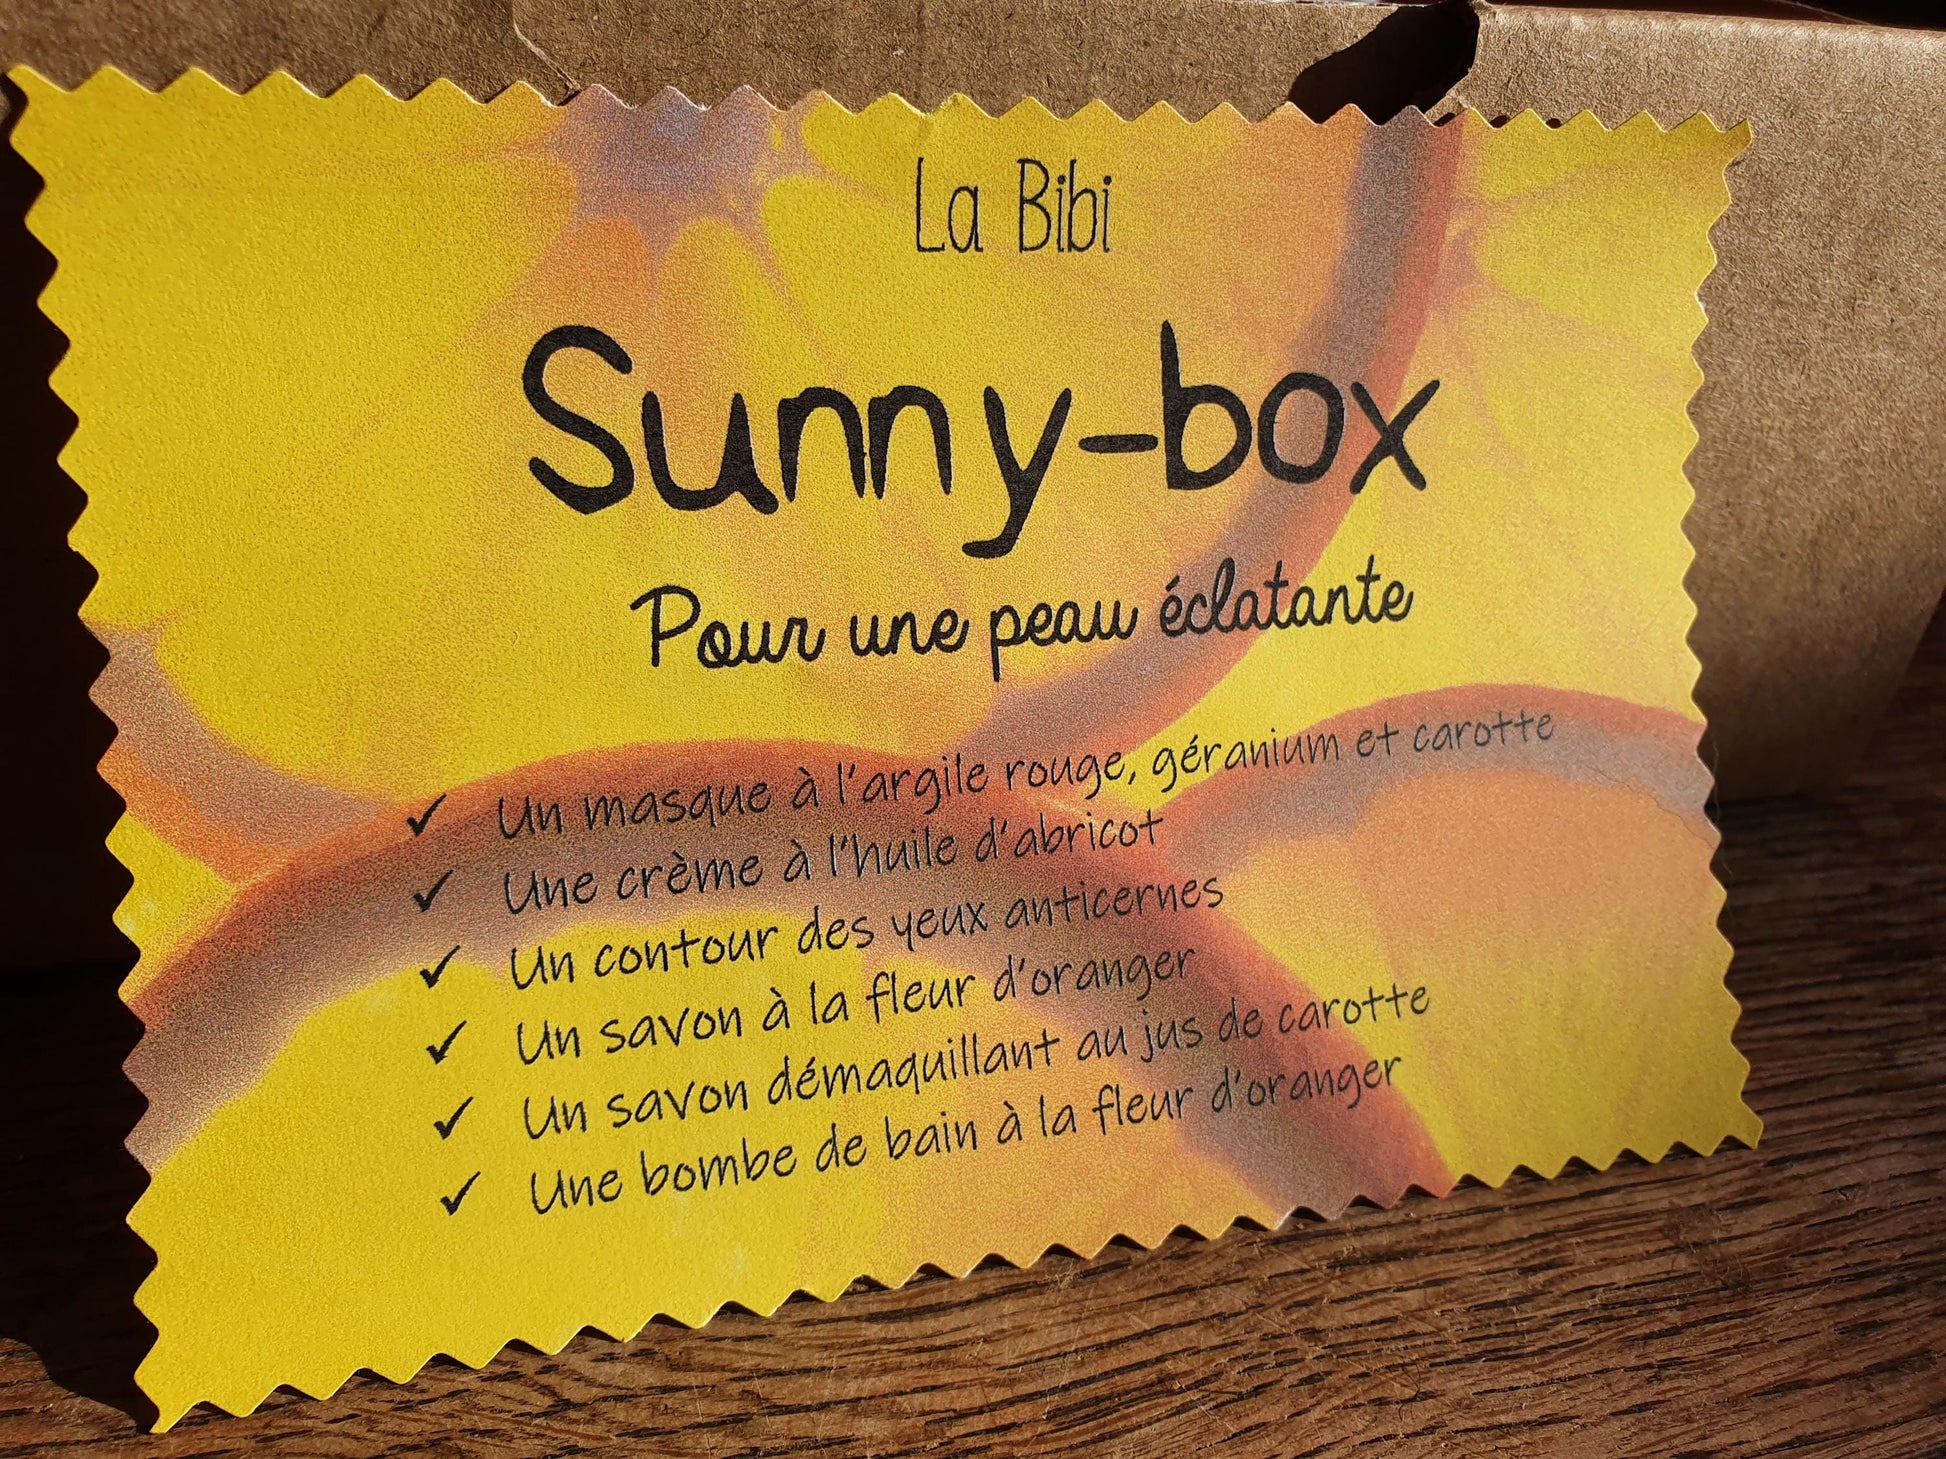 La Bibi
Sunny-box
Pour une peau éclatante
✓ Un masque à l'argile rouge, géranium et carotte
✓ Une crème à l'huile d'abricot
✓ Un contour des yeux anticernes
✓ Un savon à la fleur d'oranger
✓ Un savon démaquillant au jus de carotte
✓ Une bombe de bain à la fleur d'oranger